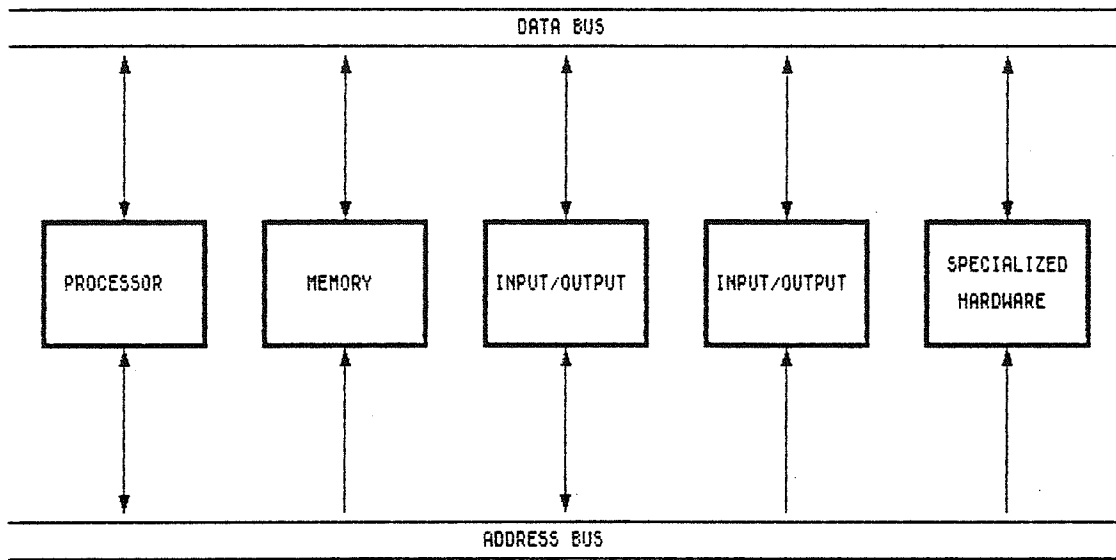 DATA BUS
PROCESSOR
MEMORY
INPUT/OUTPUT
INPUT/OUTPUT
SPECIALIZED
HARDWARE
ADDRESS BUS